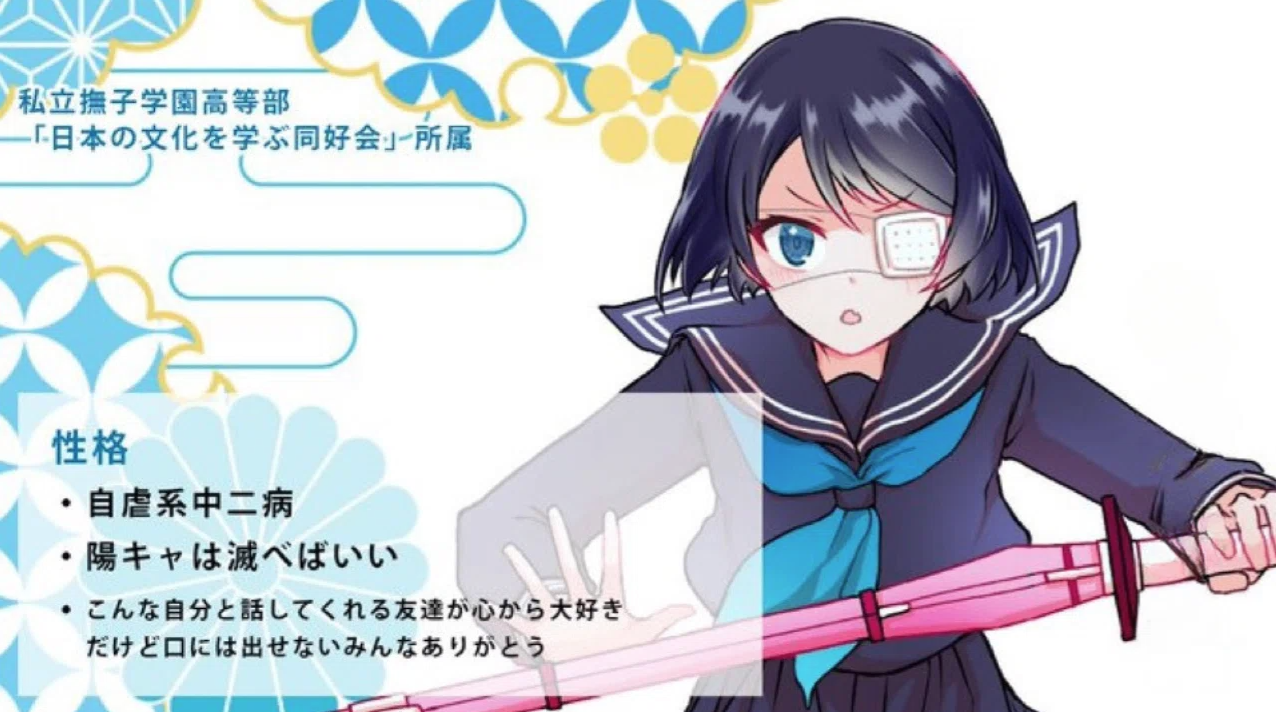 私立撫子学園高等部
「日本の文化を学ぶ同好会」所属
性格
・自虐系中二病
・陽キャは滅べばいい
・こんな自分と話してくれる友達が心から大好き
だけど口には出せないみんなありがとう